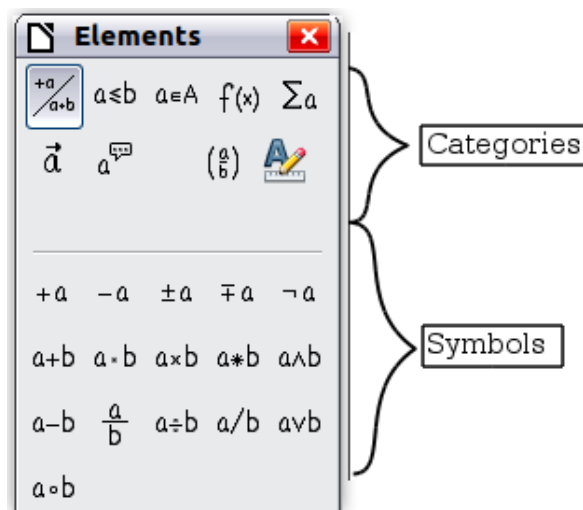 Elements
+a/a+b a≤b a∈A f(x) ∑a
a⃗ a (a/b)
Categories
+a −a ±a ∓a ¬a
a+b a·b a×b a∗b a∧b
Symbols
a−b a/b a÷b a/b a∨b
a∘b